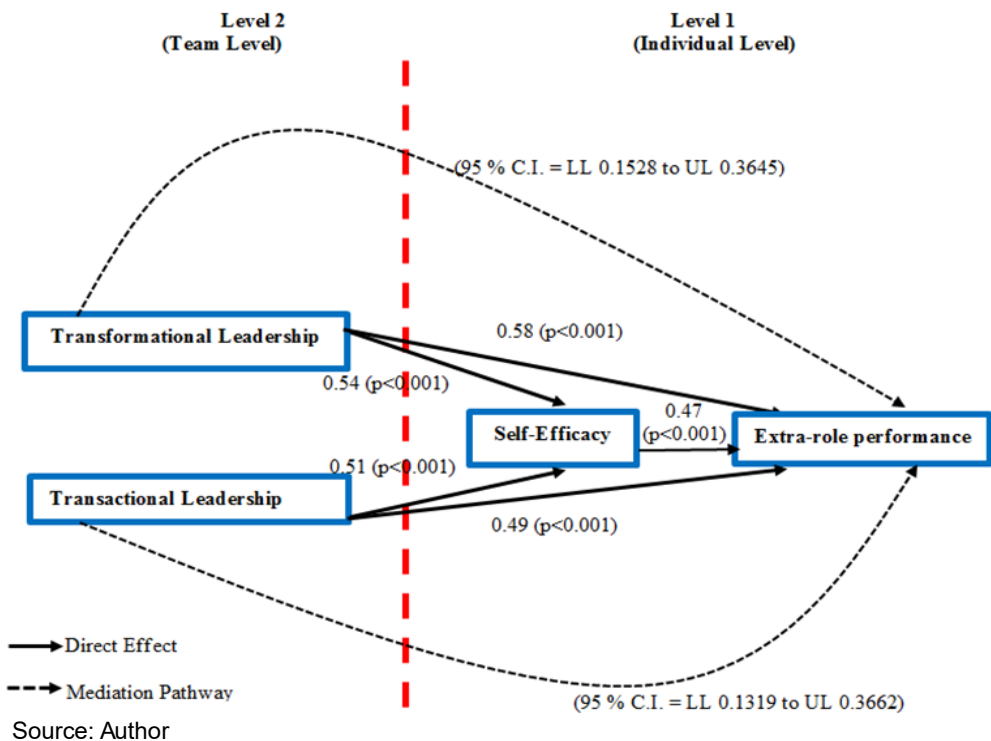 Level 2
(Team Level)
Level 1
(Individual Level)
(95 % C.I. = LL 0.1528 to UL 0.3645)
Transformational Leadership
0.58 (p<0.001)
0.54 (p<0.001)
0.47
(p<0.001)
Self-Efficacy
Extra-role performance
0.51 (p<0.001)
Transactional Leadership
0.49 (p<0.001)
Direct Effect
Mediation Pathway
(95 % C.I. = LL 0.1319 to UL 0.3662)
Source: Author